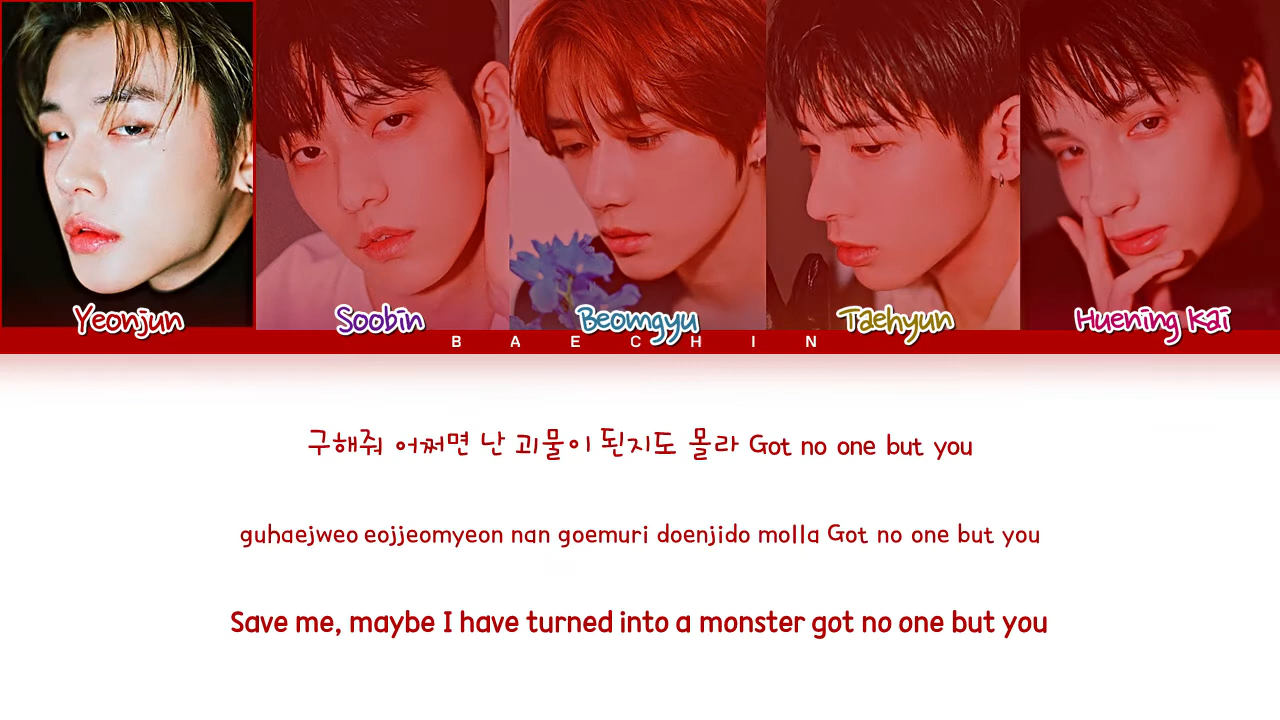 Yeonjun Soobin Beomgyu Taehyun Huening Kai
BAECHIN
구해줘 어쩌면 난 괴물이 된지도 몰라 Got no one but you
guhaejweo eojjeomyeon nan goemuri doenjido molla Got no one but you
Save me, maybe I have turned into a monster got no one but you